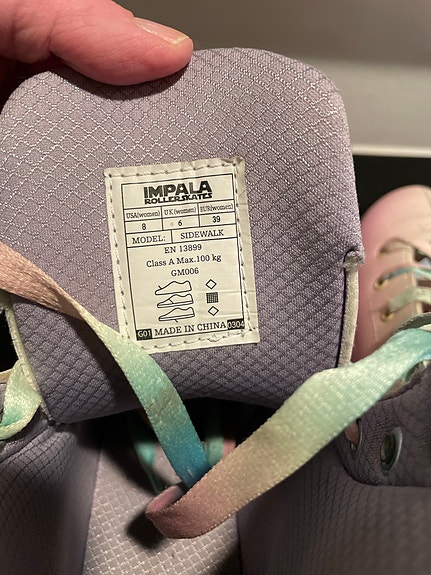 IMPALA
ROLLERSKATES
USA(women) UK(women) EUR(women)
8 6 39
MODEL: SIDEWALK
EN 13899
Class A Max.100 kg
GM006
G01 MADE IN CHINA 0304